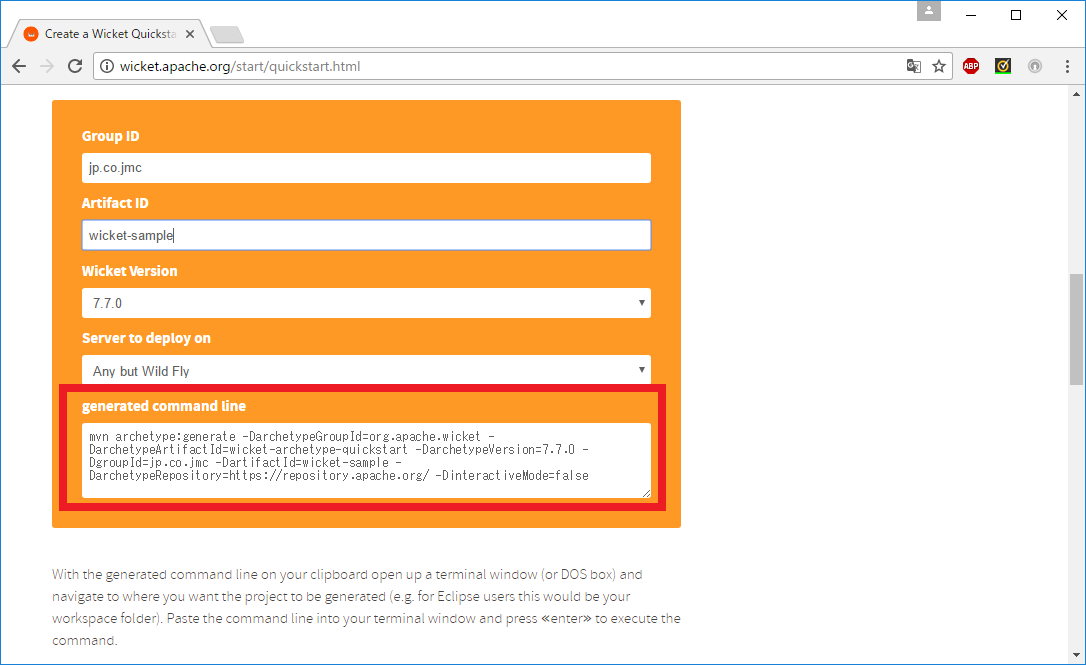 Create a Wicket Quicksta
wicket.apache.org/start/quickstart.html
ABP
Group ID
jp.co.jmc
Artifact ID
wicket-sample
Wicket Version
7.7.0
Server to deploy on
Any but Wild Fly
generated command line
mvn archetype:generate -DarchetypeGroupId=org.apache.wicket -
DarchetypeArtifactId=wicket-archetype-quickstart -DarchetypeVersion=7.7.0 -
DgroupId=jp.co.jmc -DartifactId=wicket-sample -
DarchetypeRepository=https://repository.apache.org/ -DinteractiveMode=false
With the generated command line on your clipboard open up a terminal window (or DOS box) and
navigate to where you want the project to be generated (e.g. for Eclipse users this would be your
workspace folder). Paste the command line into your terminal window and press «enter» to execute the
command.